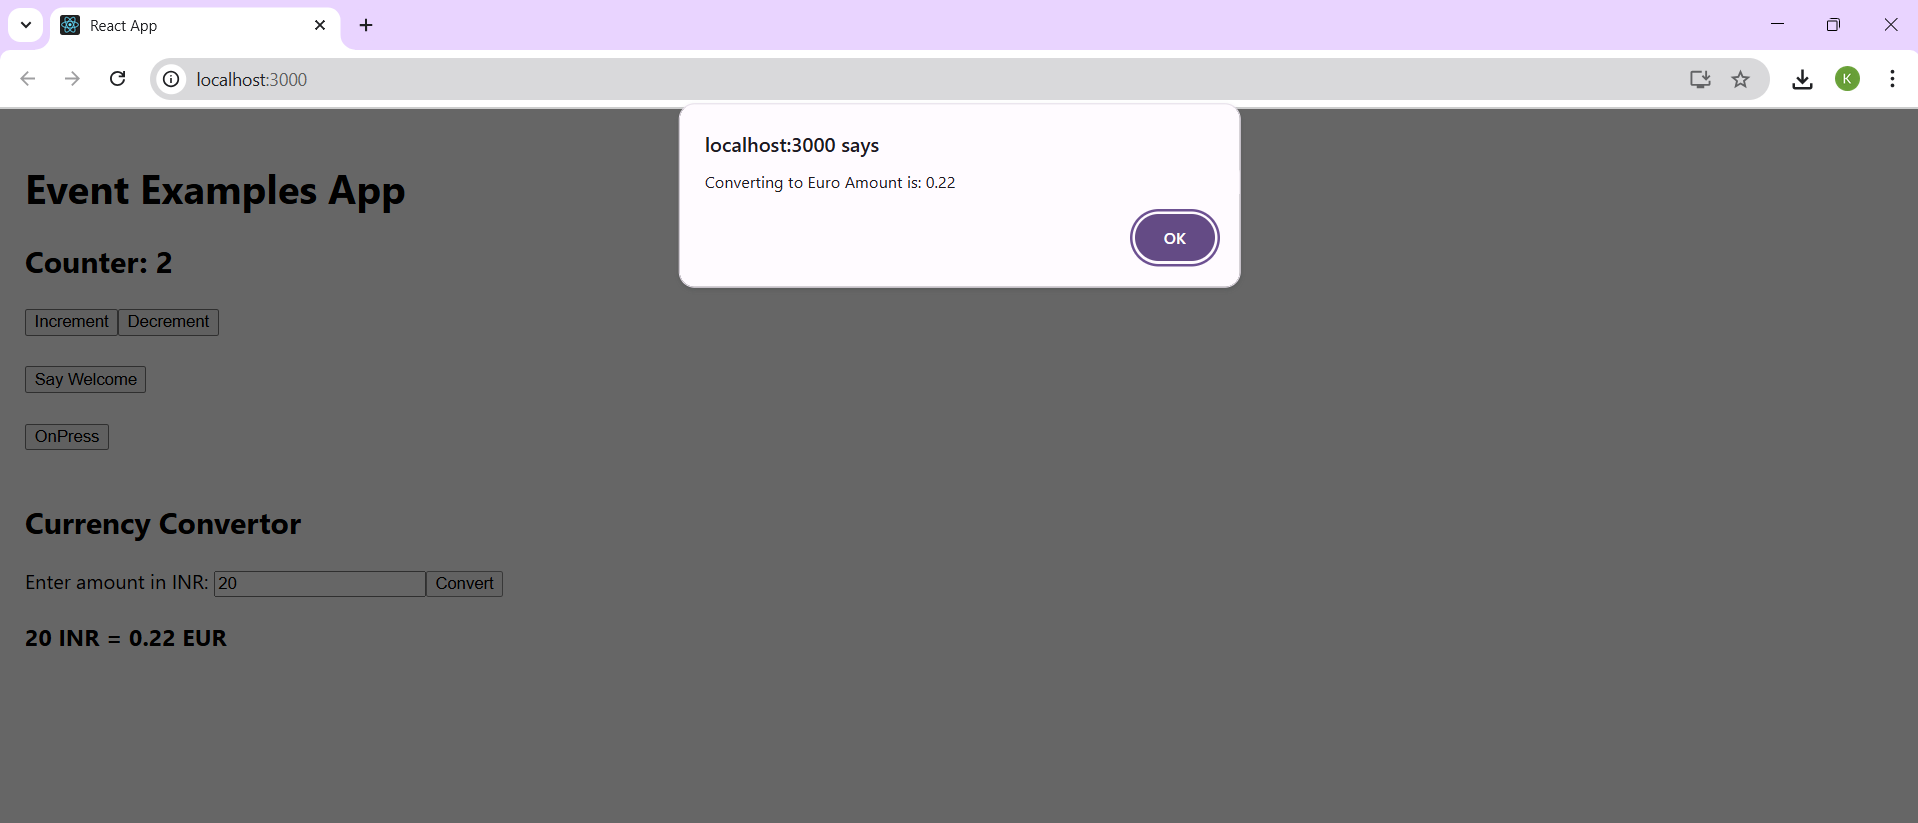 React App
localhost:3000
K
localhost:3000 says
Converting to Euro Amount is: 0.22
OK
Event Examples App
Counter: 2
Increment Decrement
Say Welcome
OnPress
Currency Convertor
Enter amount in INR: 20 Convert
20 INR = 0.22 EUR